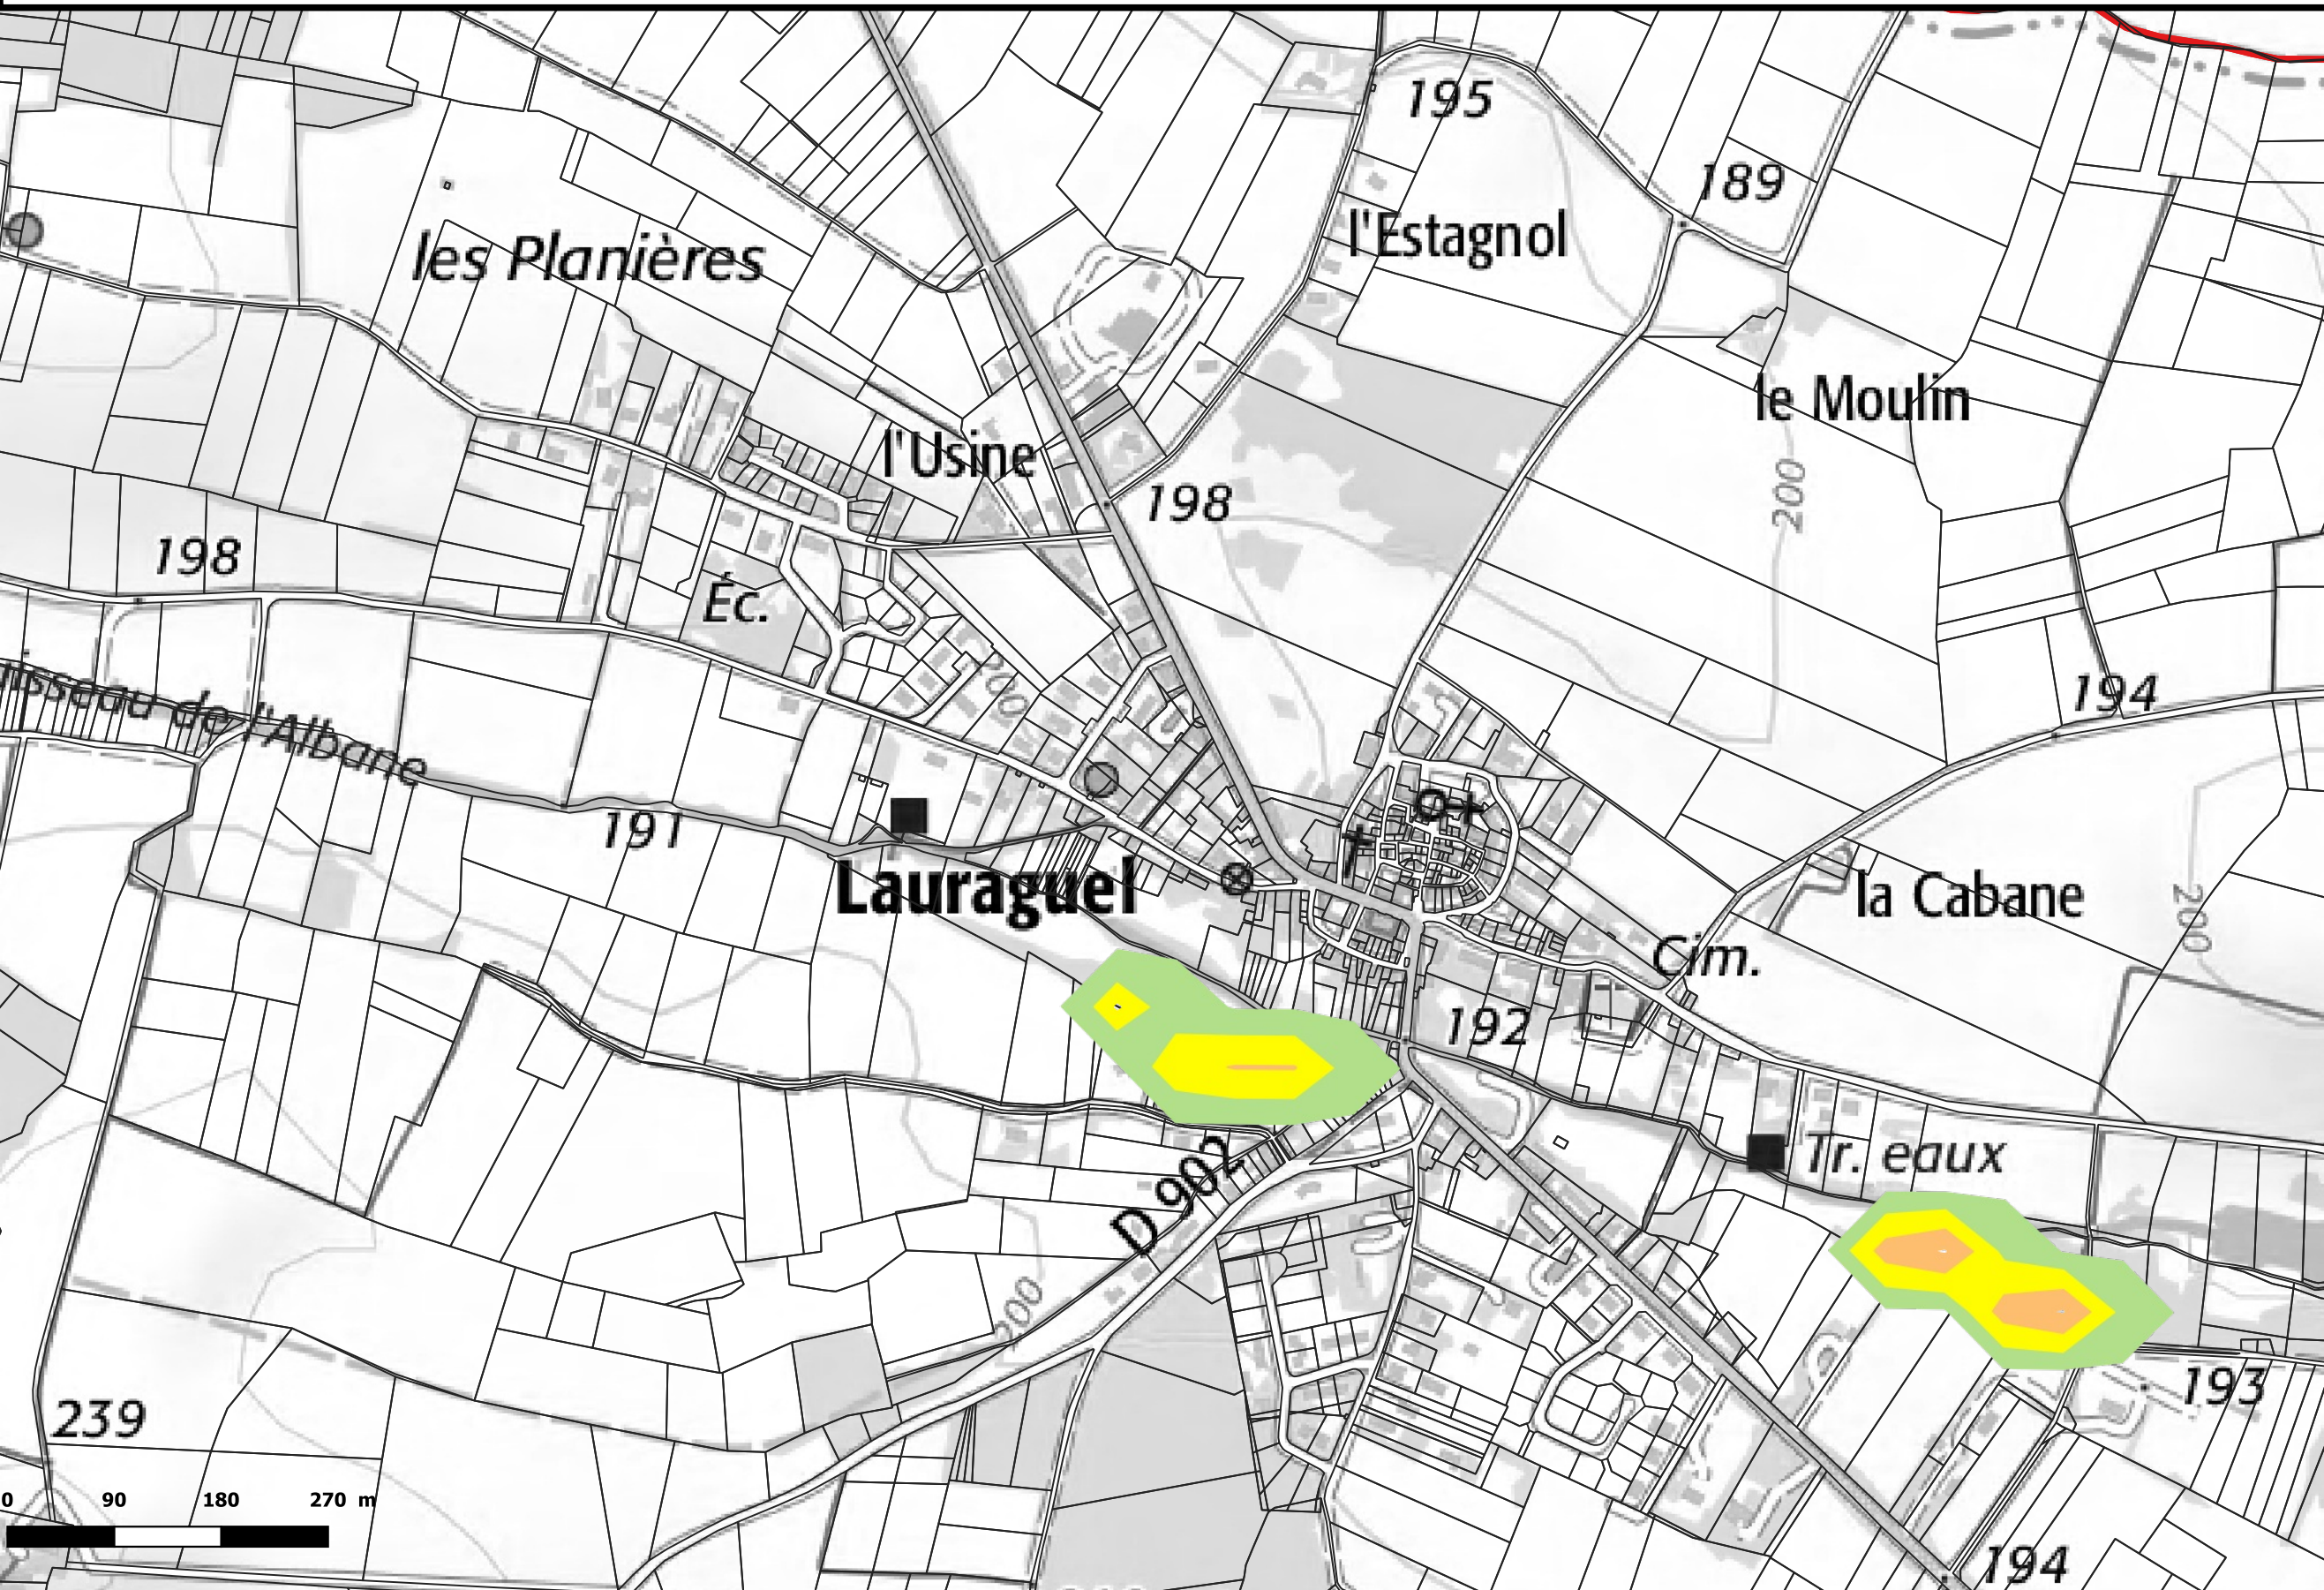 195
189
l'Estagnol
les Planières
le Moulin
l'Usine
198
200
198
Éc.
200
194
isseau de l'Albane
191
Lauraguel
la Cabane
200
Cim.
192
Tr. eaux
D 902
200
193
239
0 90 180 270 m
194